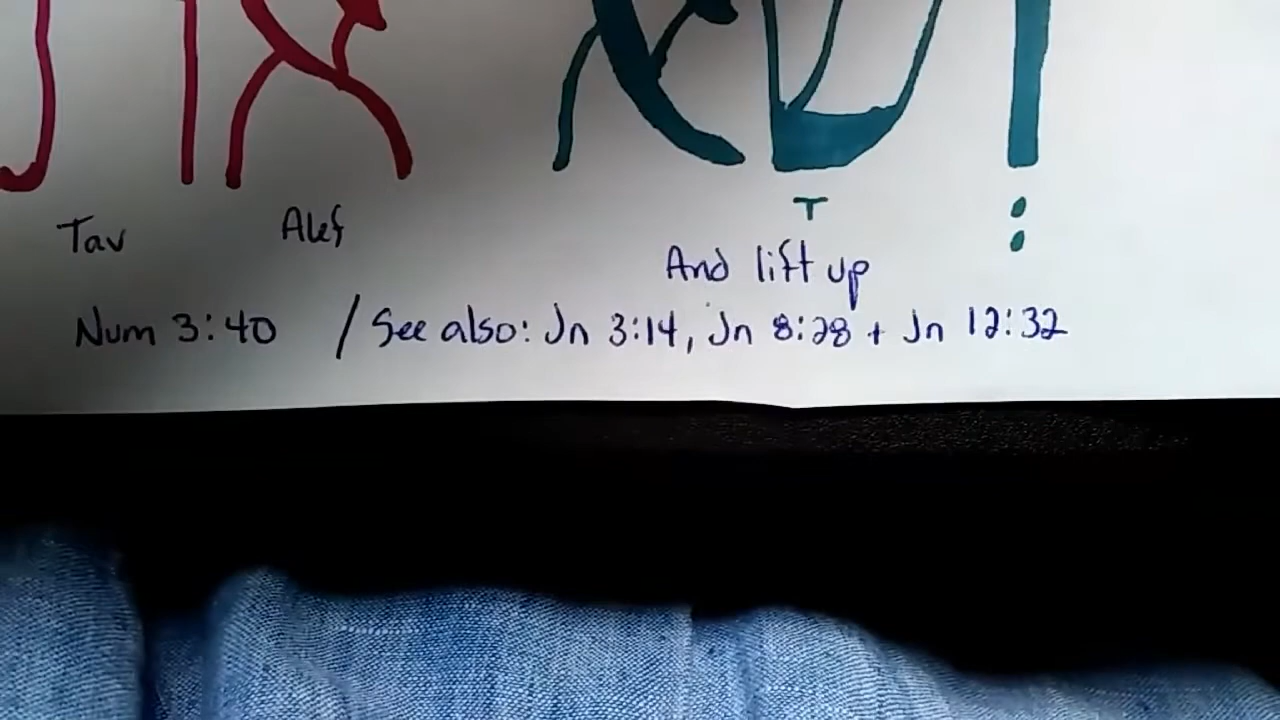 וְשָא את
Tav Alef
And lift up
Num 3:40 / See also: Jn 3:14, Jn 8:28 + Jn 12:32